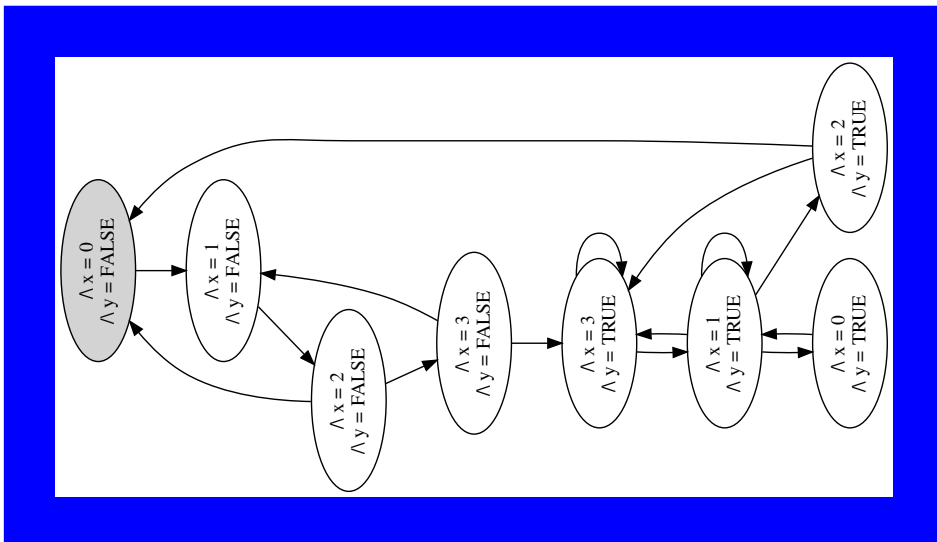 /\ x = 0
/\ y = FALSE
/\ x = 1
/\ y = FALSE
/\ x = 2
/\ y = FALSE
/\ x = 3
/\ y = FALSE
/\ x = 3
/\ y = TRUE
/\ x = 1
/\ y = TRUE
/\ x = 2
/\ y = TRUE
/\ x = 0
/\ y = TRUE